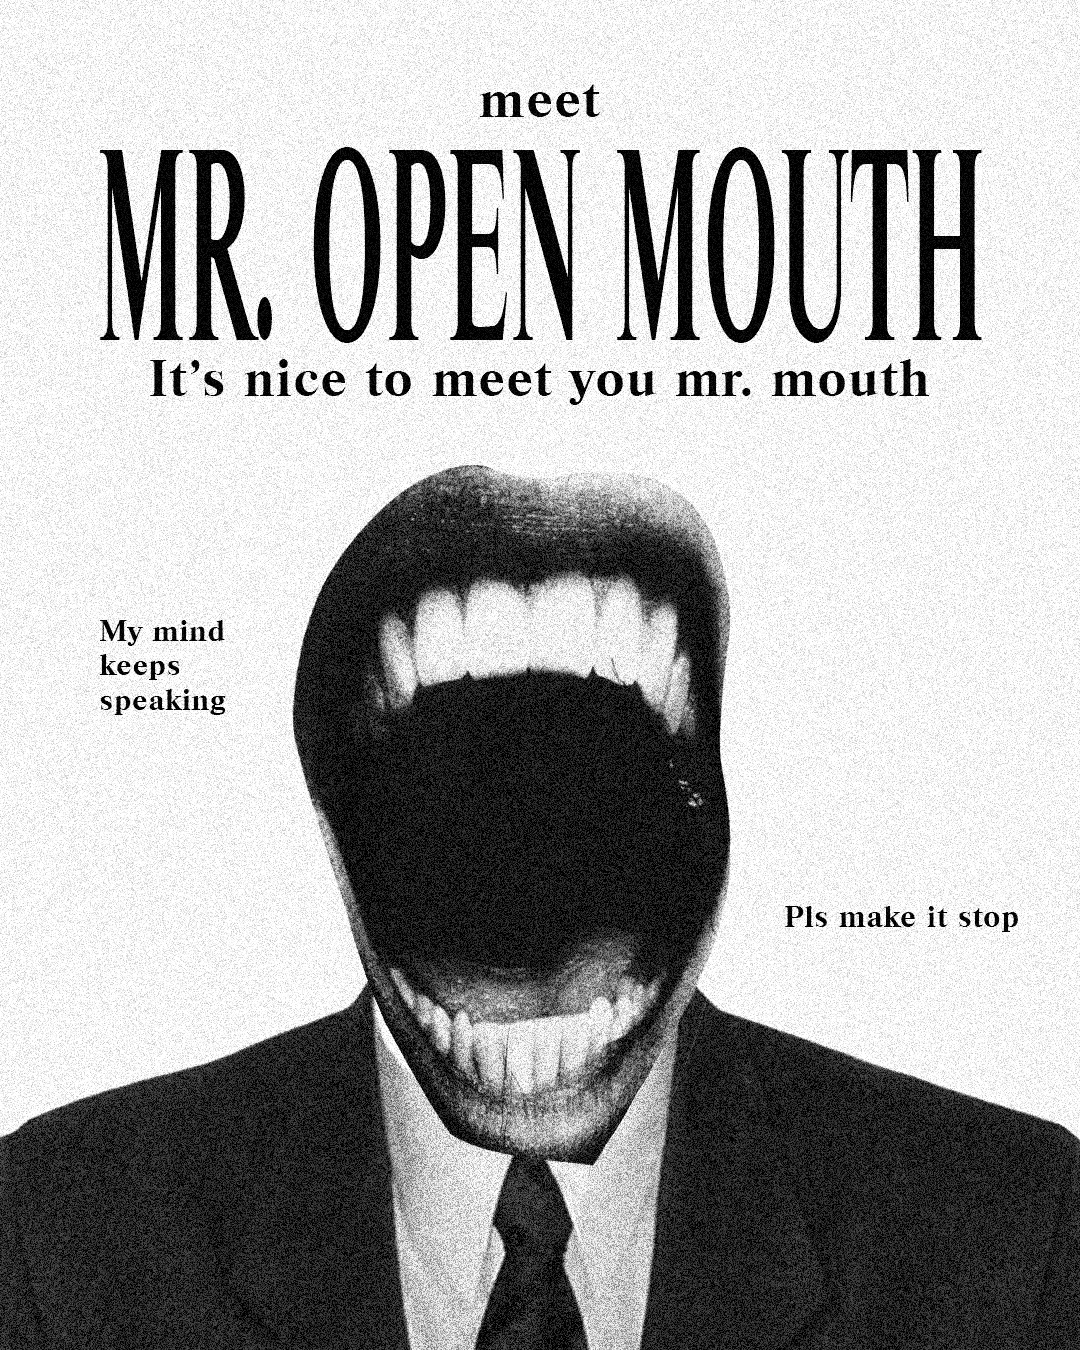 meet
MR. OPEN MOUTH
It’s nice to meet you mr. mouth
My mind
keeps
speaking
Pls make it stop